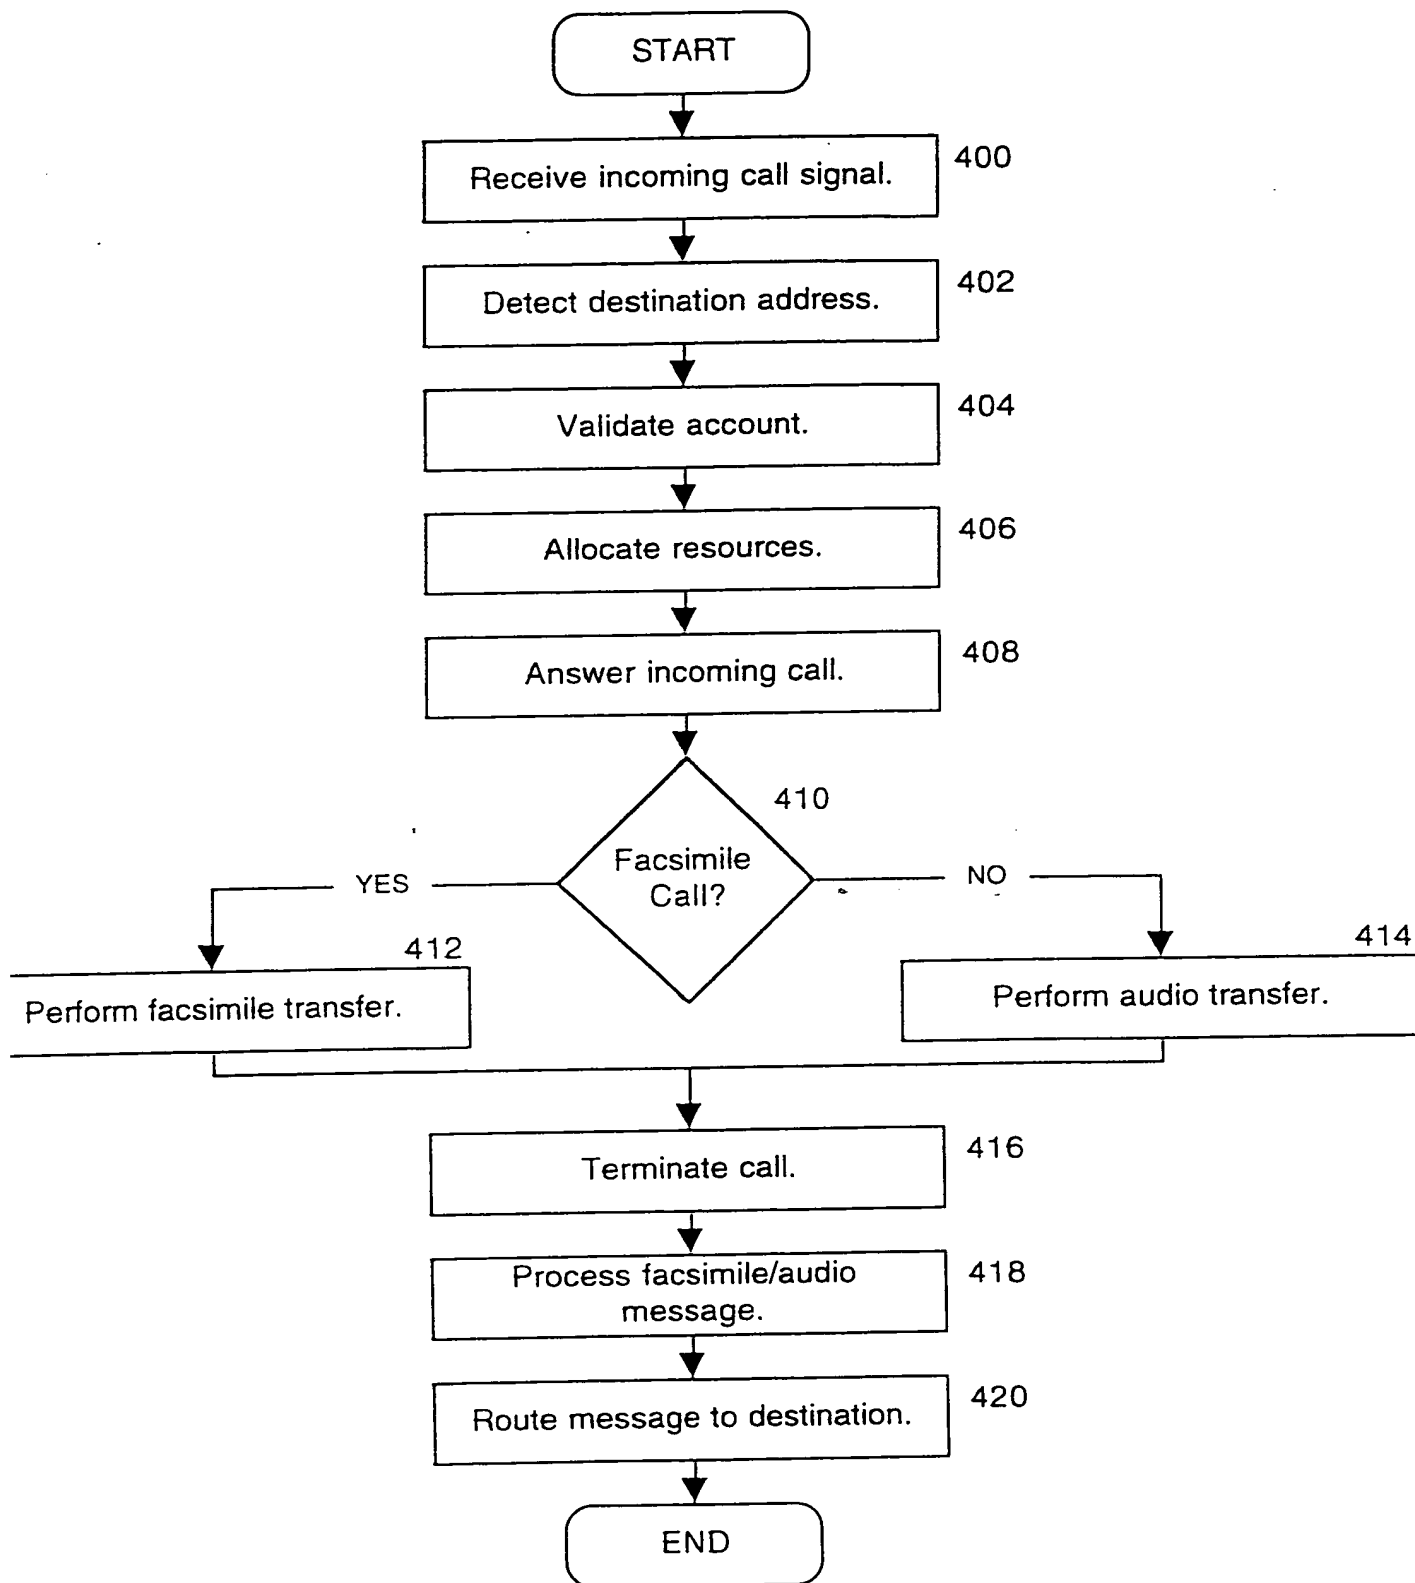 START
Receive incoming call signal.
400
Detect destination address.
402
Validate account.
404
Allocate resources.
406
Answer incoming call.
408
410
Facsimile
Call?
YES
NO
412
Perform facsimile transfer.
414
Perform audio transfer.
Terminate call.
416
Process facsimile/audio
message.
418
Route message to destination.
420
END